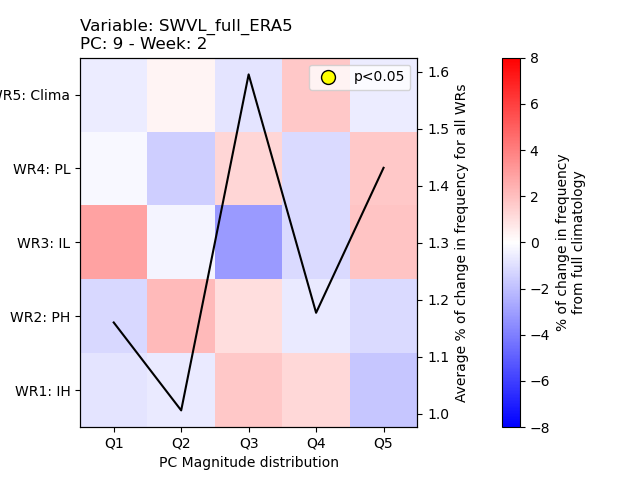 Variable: SWVL_full_ERA5
PC: 9 - Week: 2
p<0.05
WR5: Clima
WR4: PL
WR3: IL
WR2: PH
WR1: IH
Q1 Q2 Q3 Q4 Q5
PC Magnitude distribution
1.6
1.5
1.4
1.3
1.2
1.1
1.0
Average % of change in frequency for all WRs
8
6
4
2
0
−2
−4
−6
−8
% of change in frequency
from full climatology